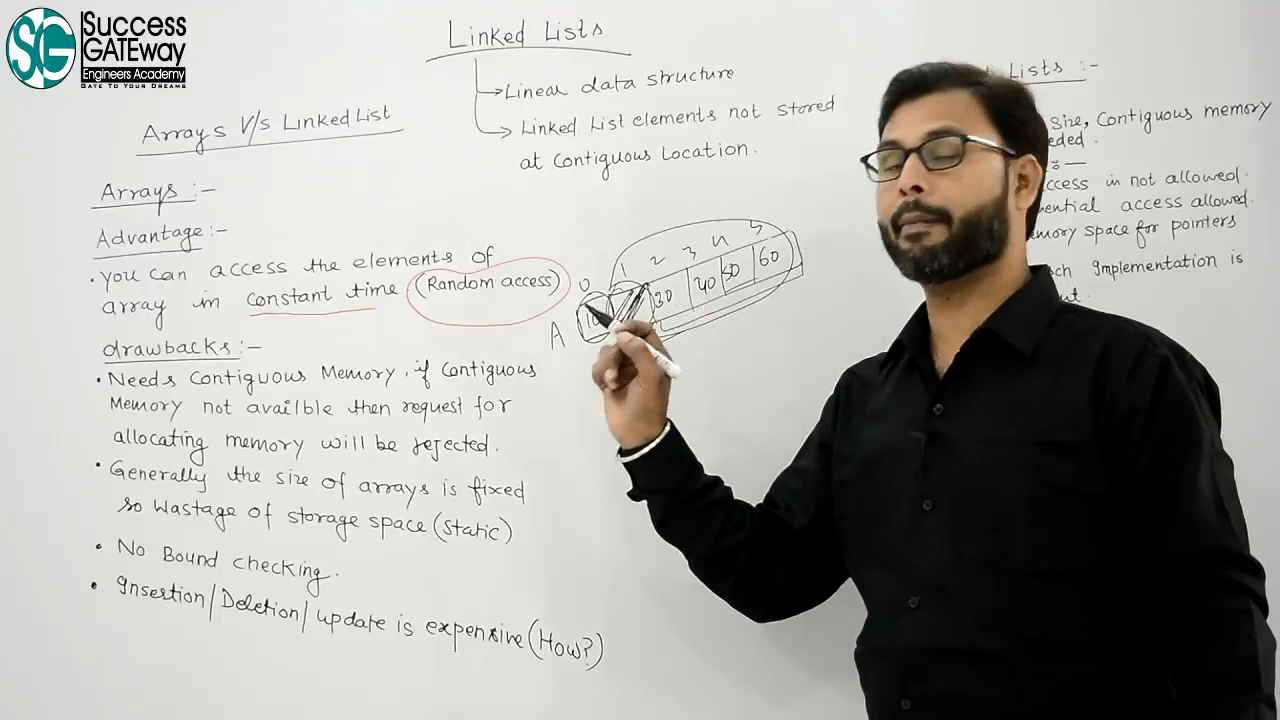 Success
GATEway
Engineers Academy
GATE TO YOUR DREAMS
Linked Lists
Linear data structure
Linked List elements not stored
at Contiguous Location.
Arrays V/s Linked List
Arrays :-
Advantage:-
• You can access the elements of
array in constant time (Random access)
drawbacks:-
• Needs Contiguous Memory, if Contiguous
Memory not availble then request for
allocating memory will be rejected.
• Generally the size of arrays is fixed
so Wastage of storage space (Static)
• No Bound checking.
• Insertion/Deletion/update is expensive (How?)
0 1 2 3 4 5
A 10 30 40 50 60
Lists :-
size, Contiguous memory
eded.
ccess in not allowed.
ential access allowed.
emory space for pointers
ch Implementation is
nt.